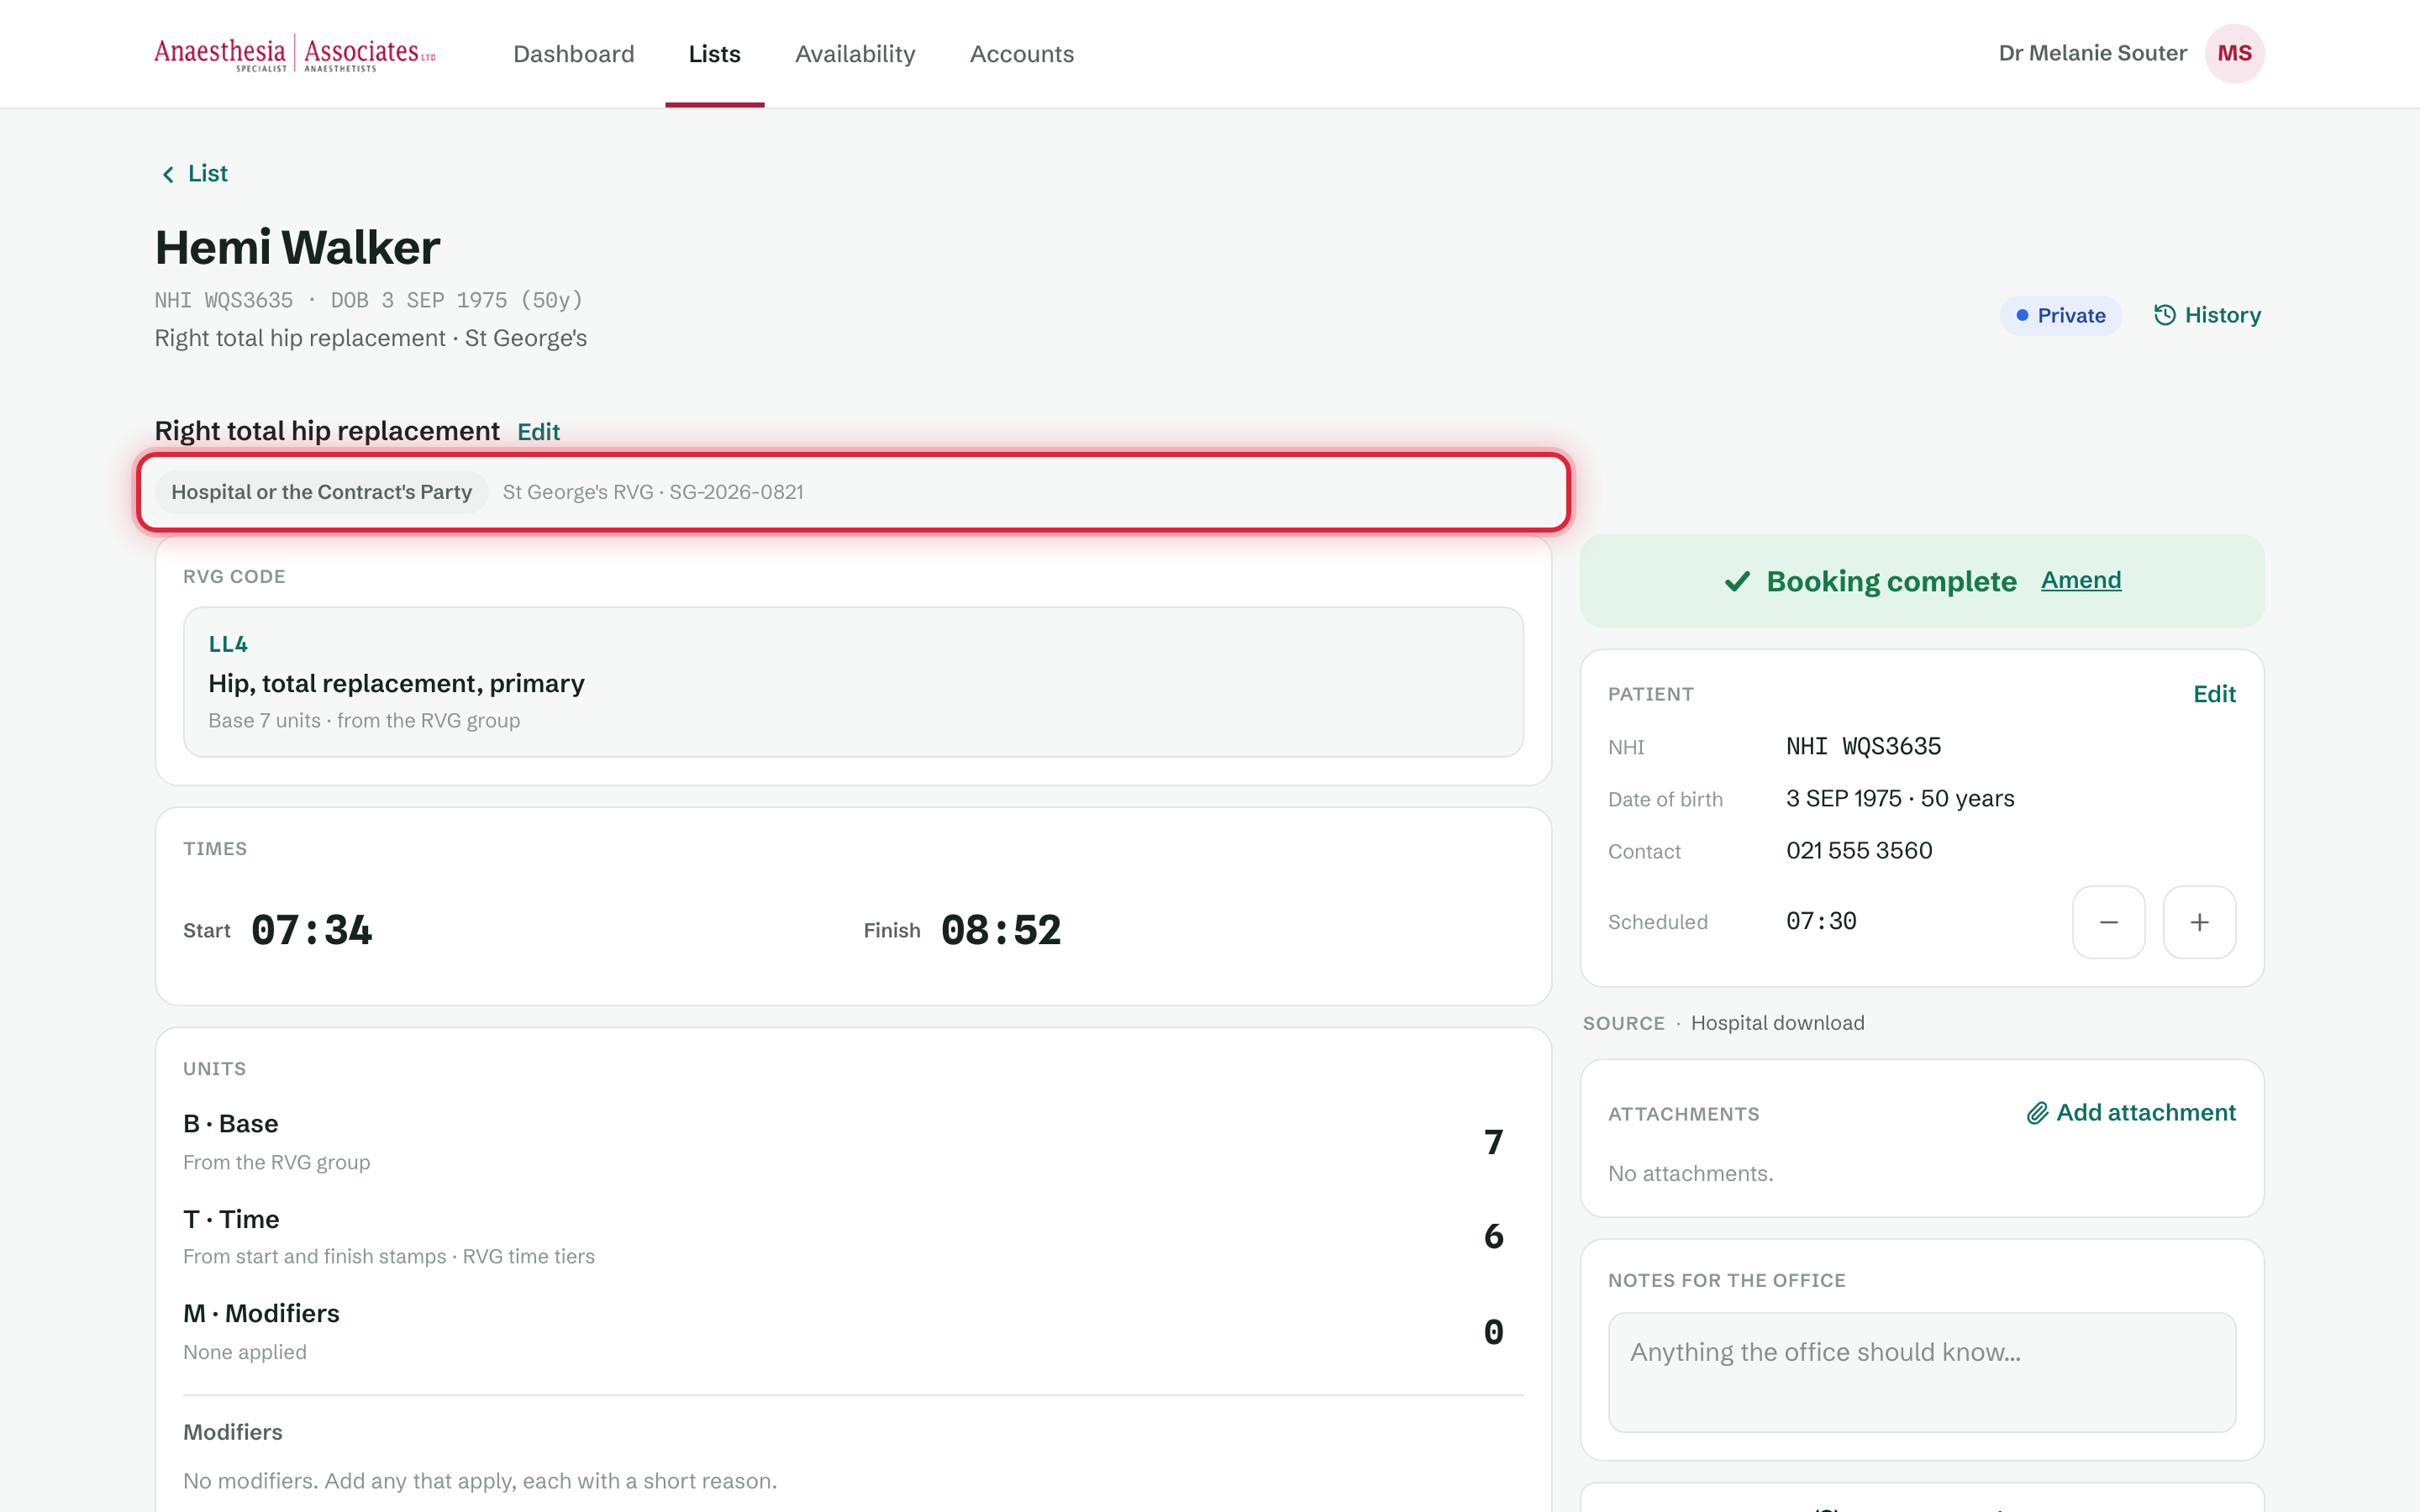 Anaesthesia | Associates LTD
SPECIALIST ANAESTHETISTS
Dashboard
Lists
Availability
Accounts
Dr Melanie Souter
MS
List
Hemi Walker
NHI WQS3635 · DOB 3 SEP 1975 (50y)
Right total hip replacement · St George's
Private
History
Right total hip replacement Edit
Hospital or the Contract's Party St George's RVG · SG-2026-0821
RVG CODE
LL4
Hip, total replacement, primary
Base 7 units · from the RVG group
TIMES
Start 07:34
Finish 08:52
UNITS
B · Base
From the RVG group
7
T · Time
From start and finish stamps · RVG time tiers
6
M · Modifiers
None applied
0
Modifiers
No modifiers. Add any that apply, each with a short reason.
Booking complete Amend
PATIENT Edit
NHI NHI WQS3635
Date of birth 3 SEP 1975 · 50 years
Contact 021 555 3560
Scheduled 07:30 − +
SOURCE · Hospital download
ATTACHMENTS Add attachment
No attachments.
NOTES FOR THE OFFICE
Anything the office should know...